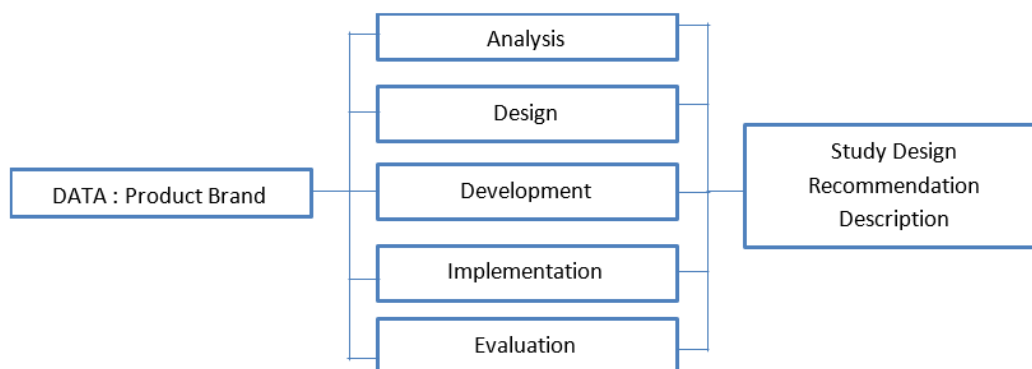 Analysis
Design
DATA : Product Brand
Development
Implementation
Evaluation
Study Design
Recommendation
Description